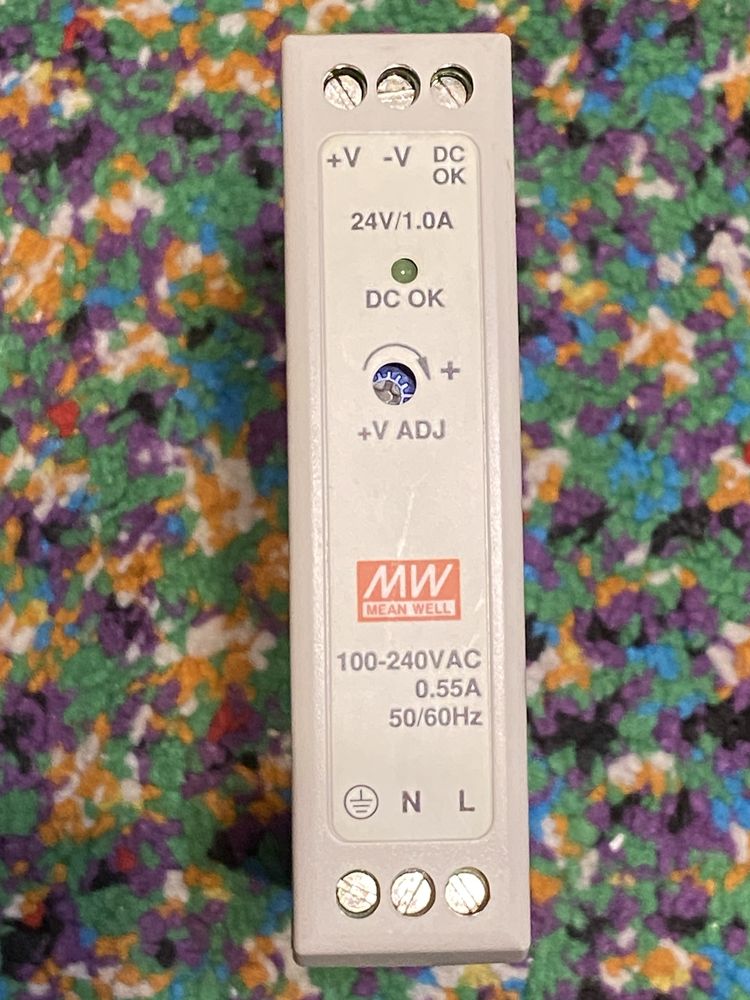 +V -V DC OK
24V/1.0A
DC OK
+
+V ADJ
MW
MEAN WELL
100-240VAC
0.55A
50/60Hz
N L